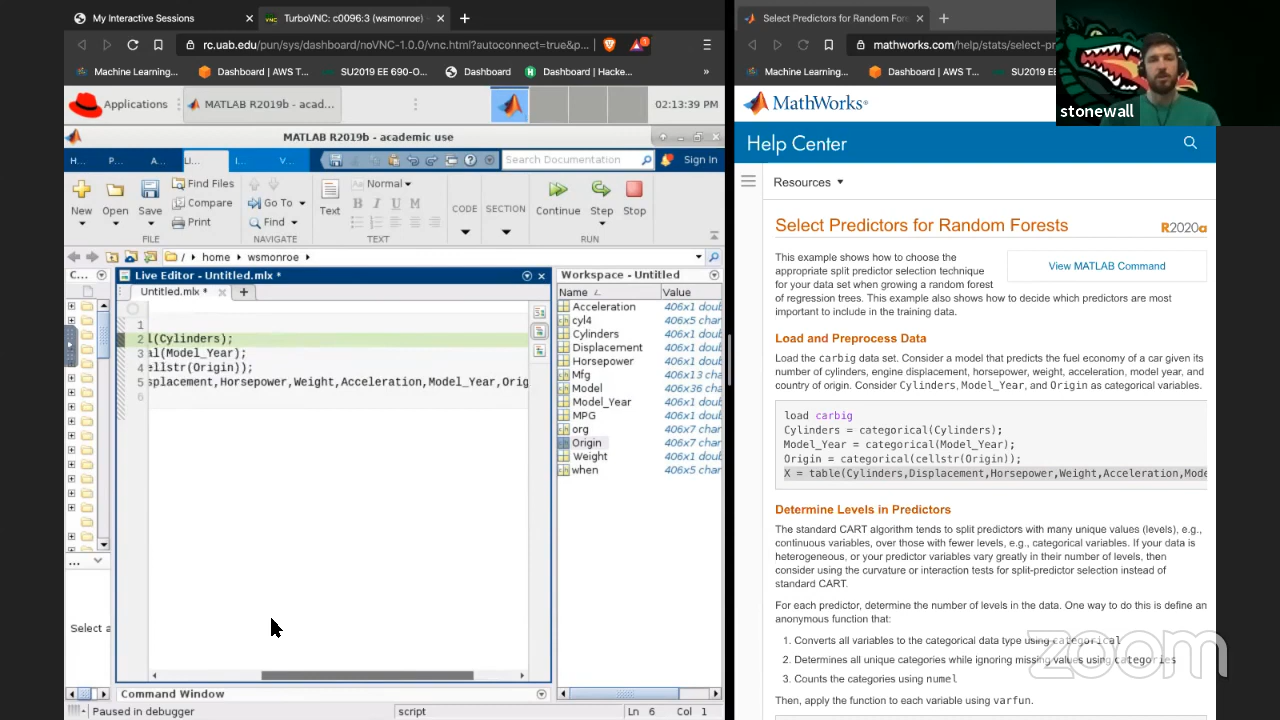 My Interactive Sessions
TurboVNC: c0096:3 (wsmonroe)
VNC
rc.uab.edu/pun/sys/dashboard/noVNC-1.0.0/vnc.html?autoconnect=true&p...
1
Machine Learning...
Dashboard | AWS T...
SU2019 EE 690-O...
Dashboard
Dashboard | Hacke...
»
Applications
MATLAB R2019b - acad...
02:13:39 PM
MATLAB R2019b - academic use
H...
P...
A...
LI...
I...
V...
Search Documentation
Sign In
New
Open
Save
Find Files
Compare
Print
Go To
Find
Text
Normal
B I U M
CODE
SECTION
Continue
Step
Stop
FILE
NAVIGATE
TEXT
RUN
/ home wsmonroe
C...
Live Editor - Untitled.mlx *
Untitled.mlx *
1
2 l(Cylinders);
3 al(Model_Year);
4 ellstr(Origin));
5 splacement,Horsepower,Weight,Acceleration,Model_Year,Orig
6
Workspace - Untitled
Name Value
Acceleration 406x1 doub
cyl4 406x5 char
Cylinders 406x1 doub
Displacement 406x1 doub
Horsepower 406x1 doub
Mfg 406x13 char
Model 406x36 char
Model_Year 406x1 doub
MPG 406x1 doub
org 406x7 char
Origin 406x7 char
Weight 406x1 doub
when 406x5 char
...
Select a
Command Window
Paused in debugger
script
Ln 6 Col 1
Select Predictors for Random Fore
mathworks.com/help/stats/select-pr
Machine Learning...
Dashboard | AWS T...
SU2019 EE
stonewall
MathWorks®
Help Center
Resources
Select Predictors for Random Forests
R2020a
This example shows how to choose the
appropriate split predictor selection technique
for your data set when growing a random forest
of regression trees. This example also shows how to decide which predictors are most
important to include in the training data.
View MATLAB Command
Load and Preprocess Data
Load the carbig data set. Consider a model that predicts the fuel economy of a car given its
number of cylinders, engine displacement, horsepower, weight, acceleration, model year, and
country of origin. Consider Cylinders, Model_Year, and Origin as categorical variables.
load carbig
Cylinders = categorical(Cylinders);
Model_Year = categorical(Model_Year);
Origin = categorical(cellstr(Origin));
X = table(Cylinders,Displacement,Horsepower,Weight,Acceleration,Mode
Determine Levels in Predictors
The standard CART algorithm tends to split predictors with many unique values (levels), e.g.,
continuous variables, over those with fewer levels, e.g., categorical variables. If your data is
heterogeneous, or your predictor variables vary greatly in their number of levels, then
consider using the curvature or interaction tests for split-predictor selection instead of
standard CART.
For each predictor, determine the number of levels in the data. One way to do this is define an
anonymous function that:
1. Converts all variables to the categorical data type using categorical
2. Determines all unique categories while ignoring missing values using categories
3. Counts the categories using numel
Then, apply the function to each variable using varfun.
zoom